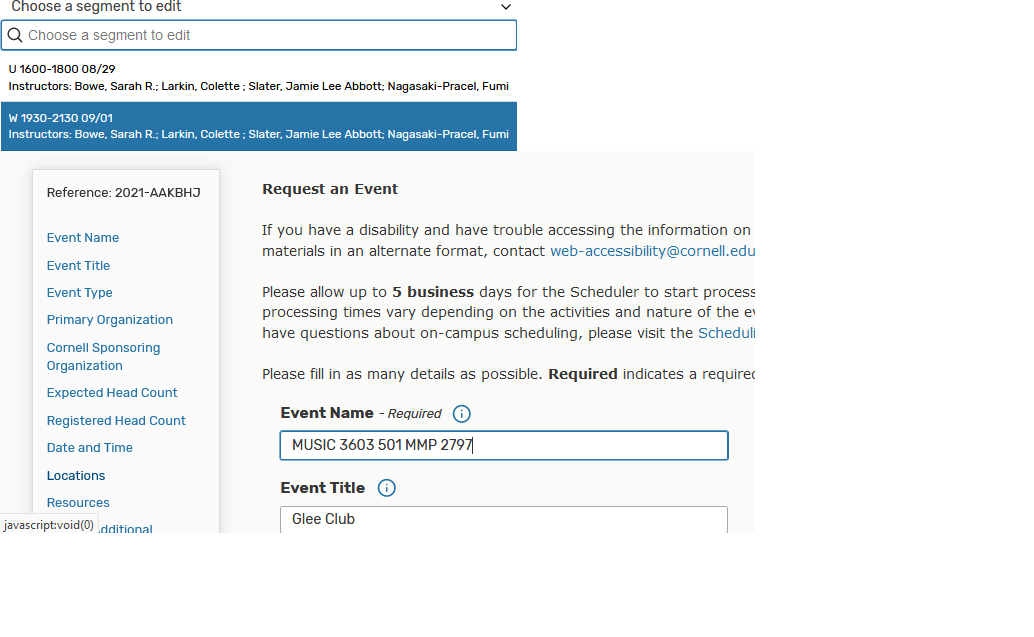 Choose a segment to edit
Choose a segment to edit
U 1600-1800 08/29
Instructors: Bowe, Sarah R.; Larkin, Colette ; Slater, Jamie Lee Abbott; Nagasaki-Pracel, Fumi
W 1930-2130 09/01
Instructors: Bowe, Sarah R.; Larkin, Colette ; Slater, Jamie Lee Abbott; Nagasaki-Pracel, Fumi
Reference: 2021-AAKBHJ
Event Name
Event Title
Event Type
Primary Organization
Cornell Sponsoring
Organization
Expected Head Count
Registered Head Count
Date and Time
Locations
Resources
dditional
javascript:void(0)
Request an Event
If you have a disability and have trouble accessing the information on
materials in an alternate format, contact web-accessibility@cornell.edu
Please allow up to 5 business days for the Scheduler to start process
processing times vary depending on the activities and nature of the ev
have questions about on-campus scheduling, please visit the Scheduli
Please fill in as many details as possible. Required indicates a required
Event Name - Required
MUSIC 3603 501 MMP 2797
Event Title
Glee Club